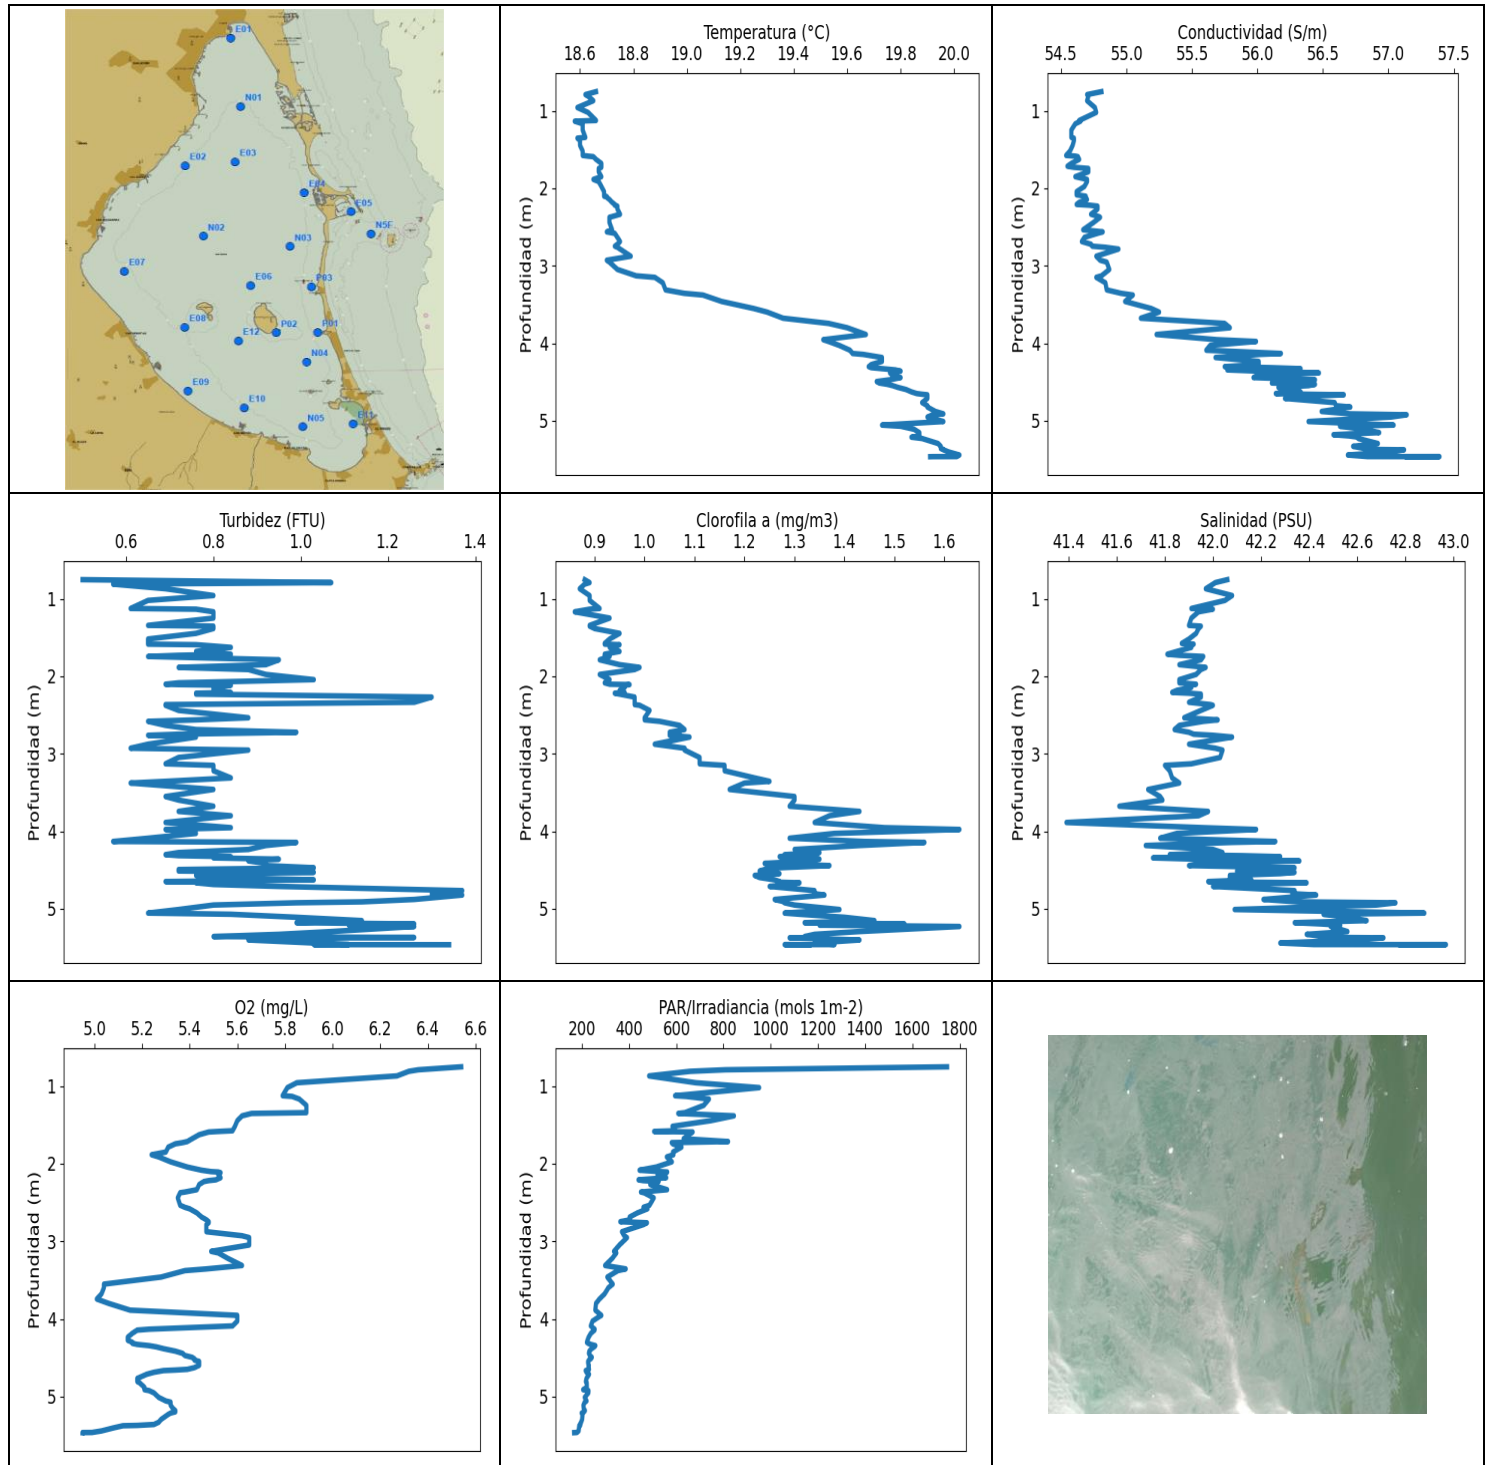 E01
N01
E02
E03
E04
E05
N5F
N02
N03
E07
E06
P03
E08
E12
P02
P01
N04
E09
E10
N05
E11
Temperatura (°C)
18.6 18.8 19.0 19.2 19.4 19.6 19.8 20.0
Profundidad (m)
1
2
3
4
5
Conductividad (S/m)
54.5 55.0 55.5 56.0 56.5 57.0 57.5
Profundidad (m)
1
2
3
4
5
Turbidez (FTU)
0.6 0.8 1.0 1.2 1.4
Profundidad (m)
1
2
3
4
5
Clorofila a (mg/m3)
0.9 1.0 1.1 1.2 1.3 1.4 1.5 1.6
Profundidad (m)
1
2
3
4
5
Salinidad (PSU)
41.4 41.6 41.8 42.0 42.2 42.4 42.6 42.8 43.0
Profundidad (m)
1
2
3
4
5
O2 (mg/L)
5.0 5.2 5.4 5.6 5.8 6.0 6.2 6.4 6.6
Profundidad (m)
1
2
3
4
5
PAR/Irradiancia (mols 1m-2)
200 400 600 800 1000 1200 1400 1600 1800
Profundidad (m)
1
2
3
4
5